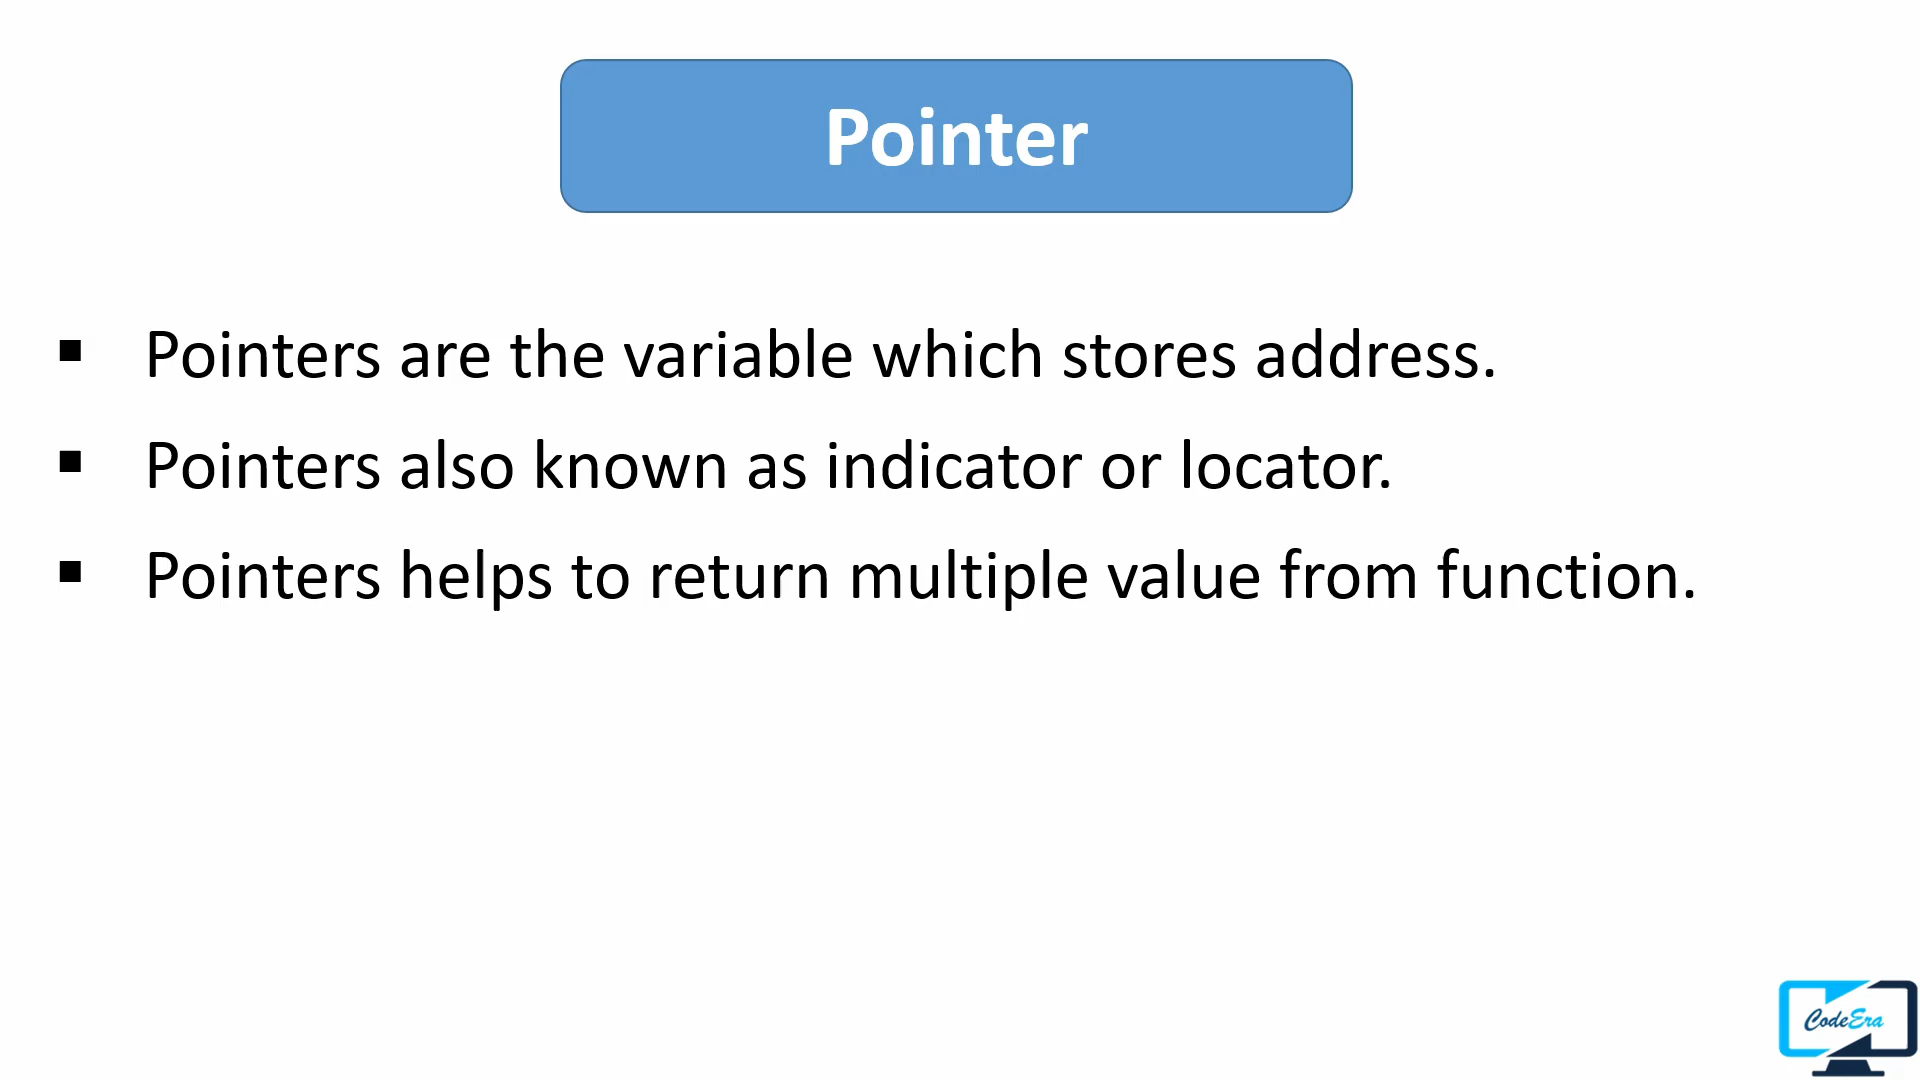 Pointer
▪ Pointers are the variable which stores address.
▪ Pointers also known as indicator or locator.
▪ Pointers helps to return multiple value from function.
CodeEra